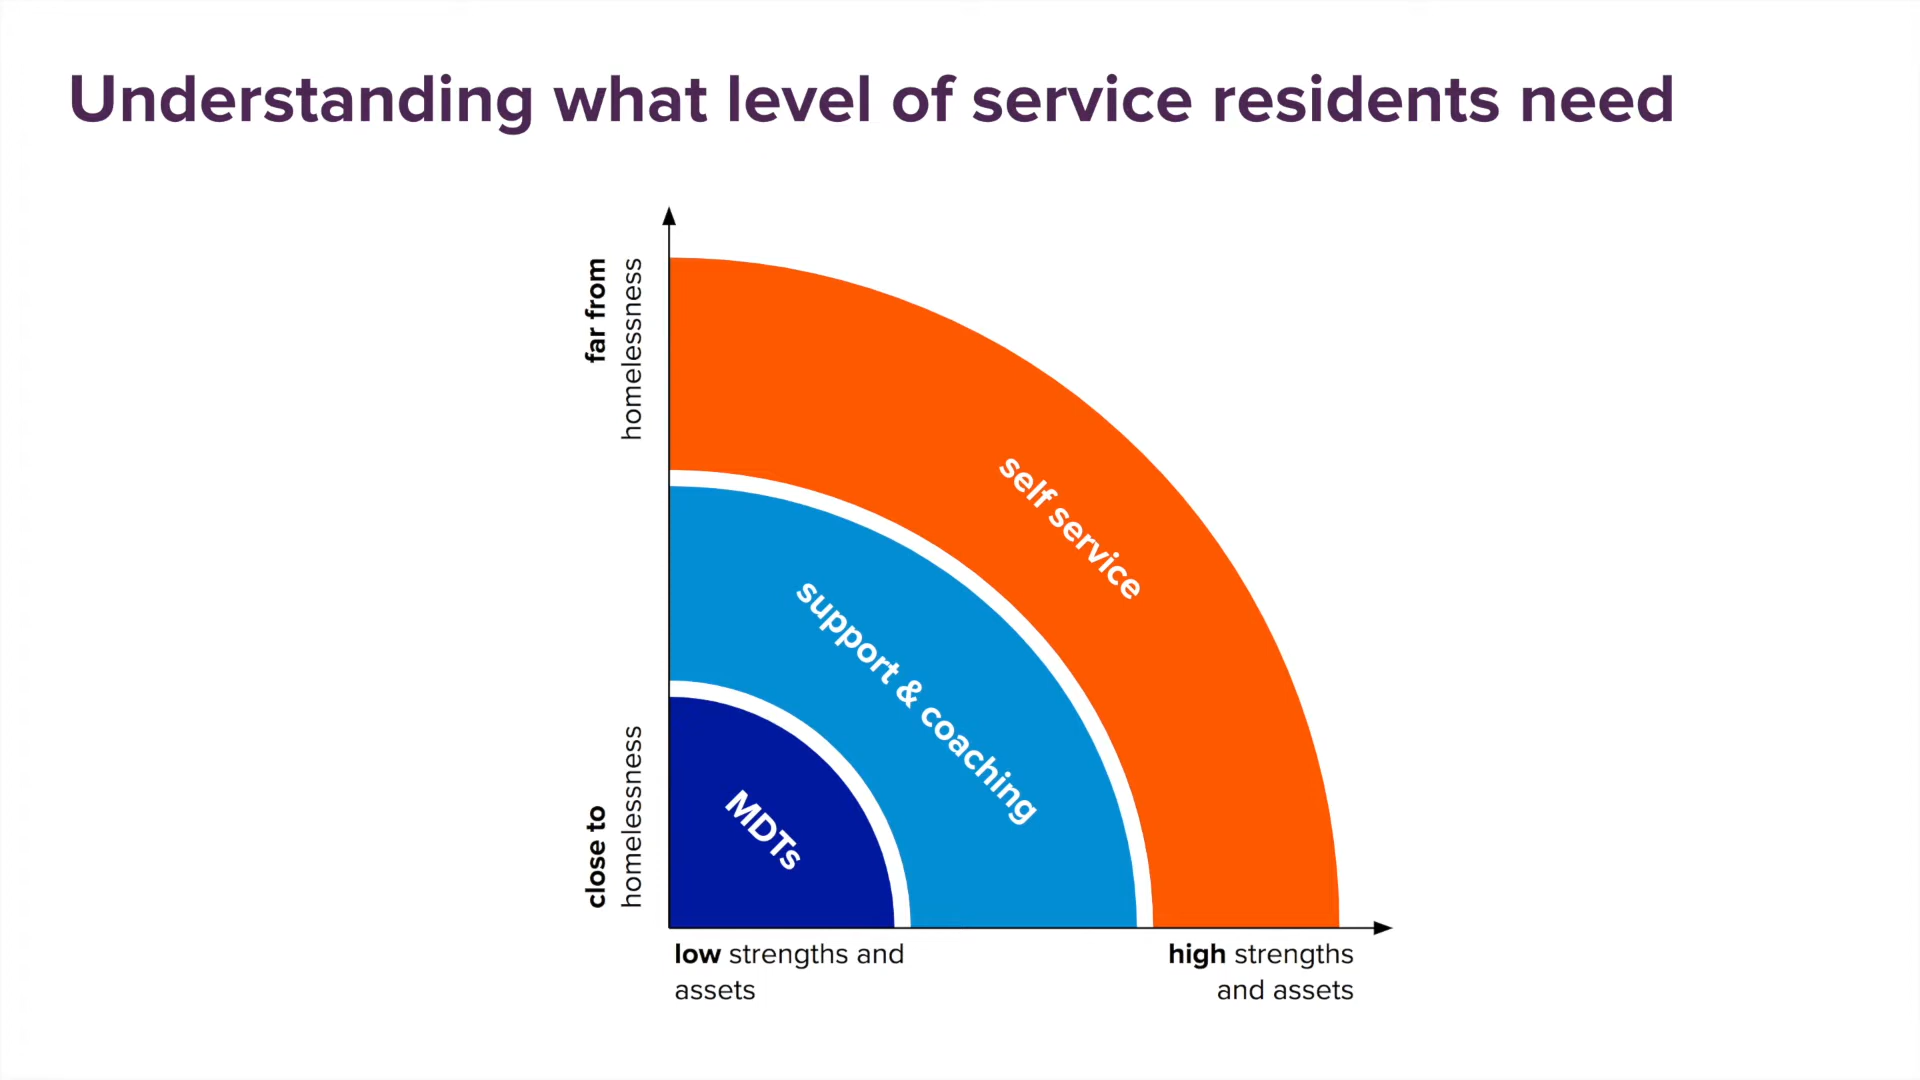 Understanding what level of service residents need
far from
homelessness
self service
support & coaching
MDTs
close to
homelessness
low strengths and
assets
high strengths
and assets